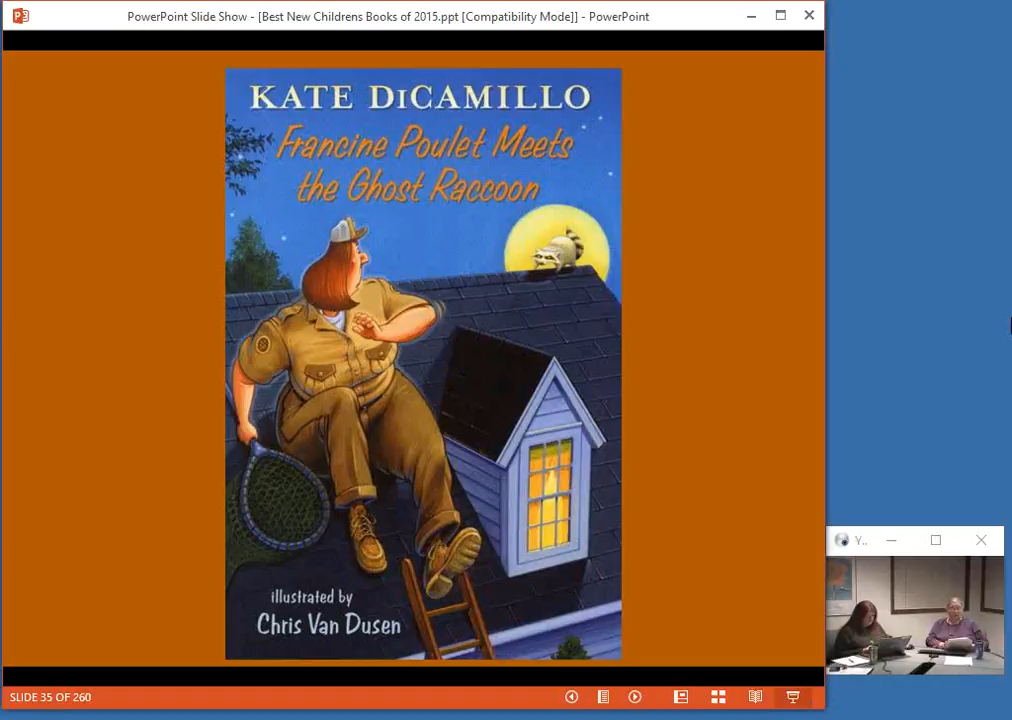 PowerPoint Slide Show - [Best New Childrens Books of 2015.ppt [Compatibility Mode]] - PowerPoint
KATE DiCAMILLO
Francine Poulet Meets
the Ghost Raccoon
illustrated by
Chris Van Dusen
Y..
SLIDE 35 OF 260